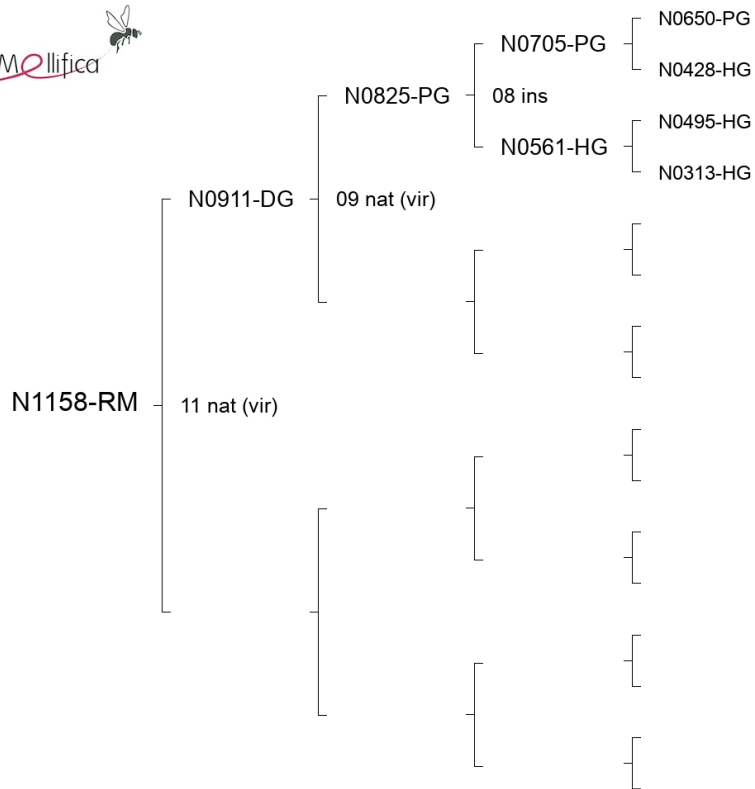 Mellifica
N0650-PG
N0705-PG
N0428-HG
N0825-PG
08 ins
N0495-HG
N0561-HG
N0313-HG
N0911-DG
09 nat (vir)
N1158-RM
11 nat (vir)